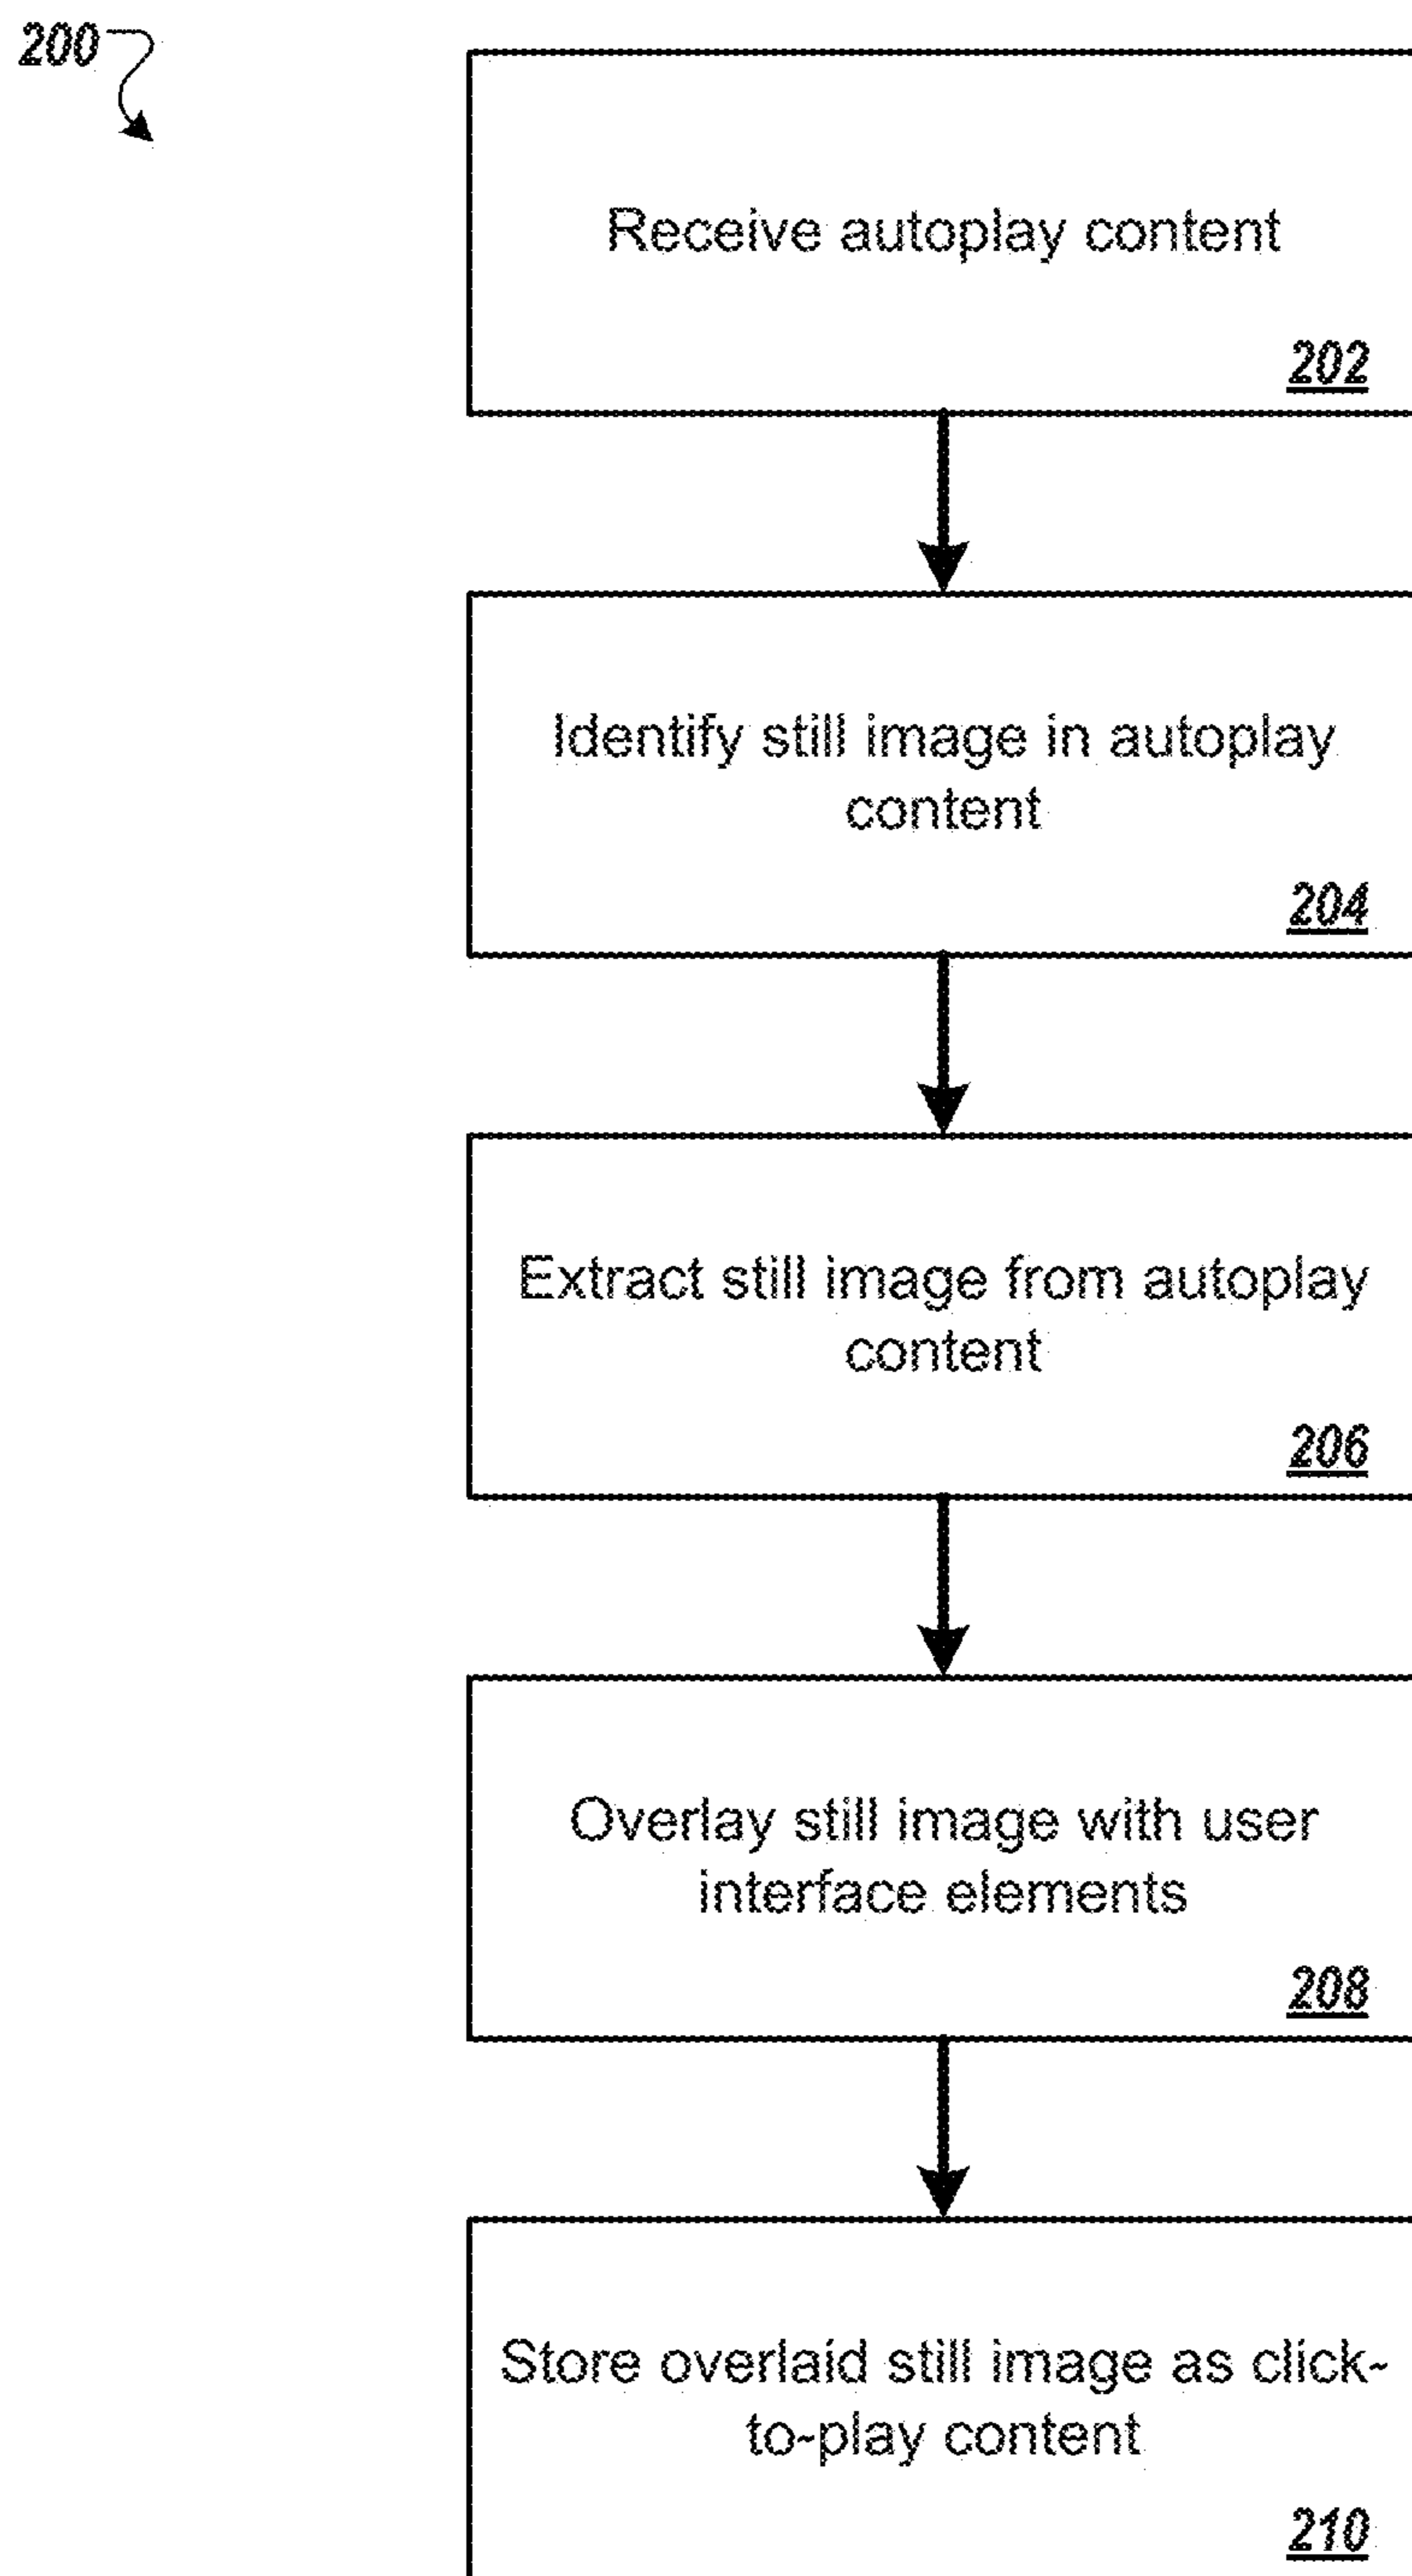 200
Receive autoplay content
202
Identify still image in autoplay
content
204
Extract still image from autoplay
content
206
Overlay still image with user
interface elements
208
Store overlaid still image as click-
to-play content
210